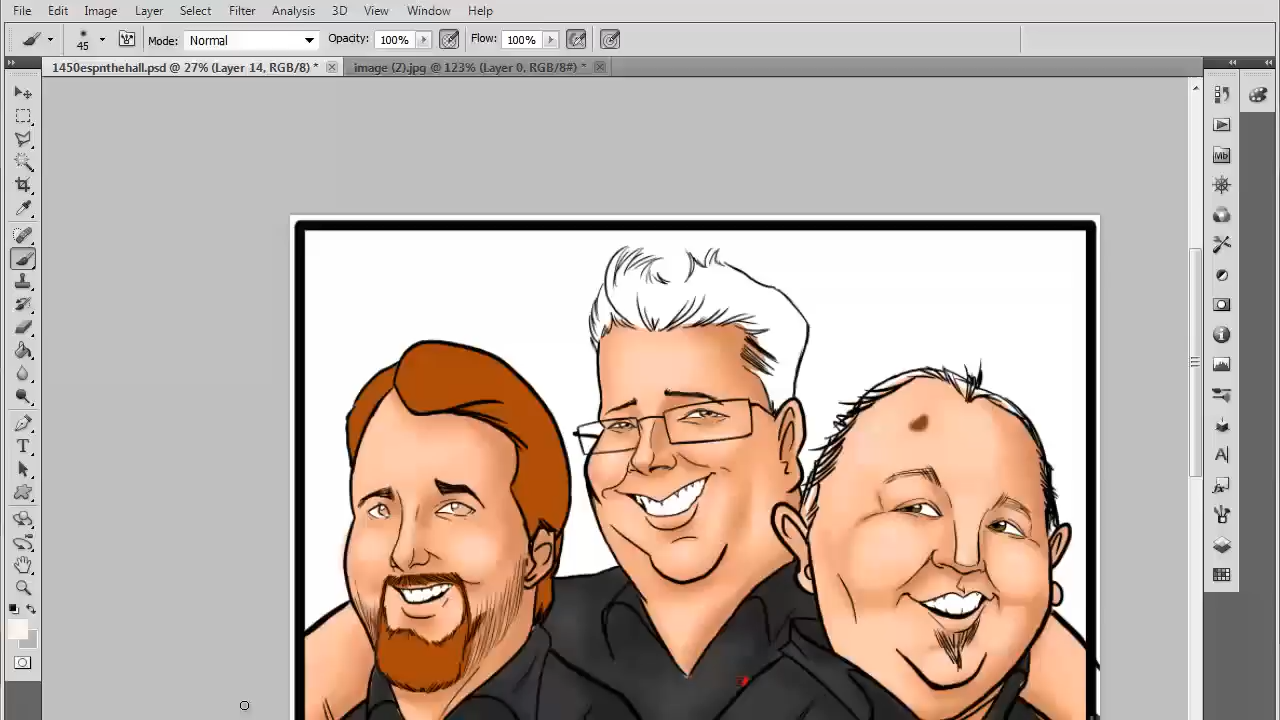 File Edit Image Layer Select Filter Analysis 3D View Window Help
45 Mode: Normal Opacity: 100% Flow: 100%
1450espnthehall.psd @ 27% (Layer 14, RGB/8) * image (2).jpg @ 123% (Layer 0, RGB/8#) *
Mb
T
A